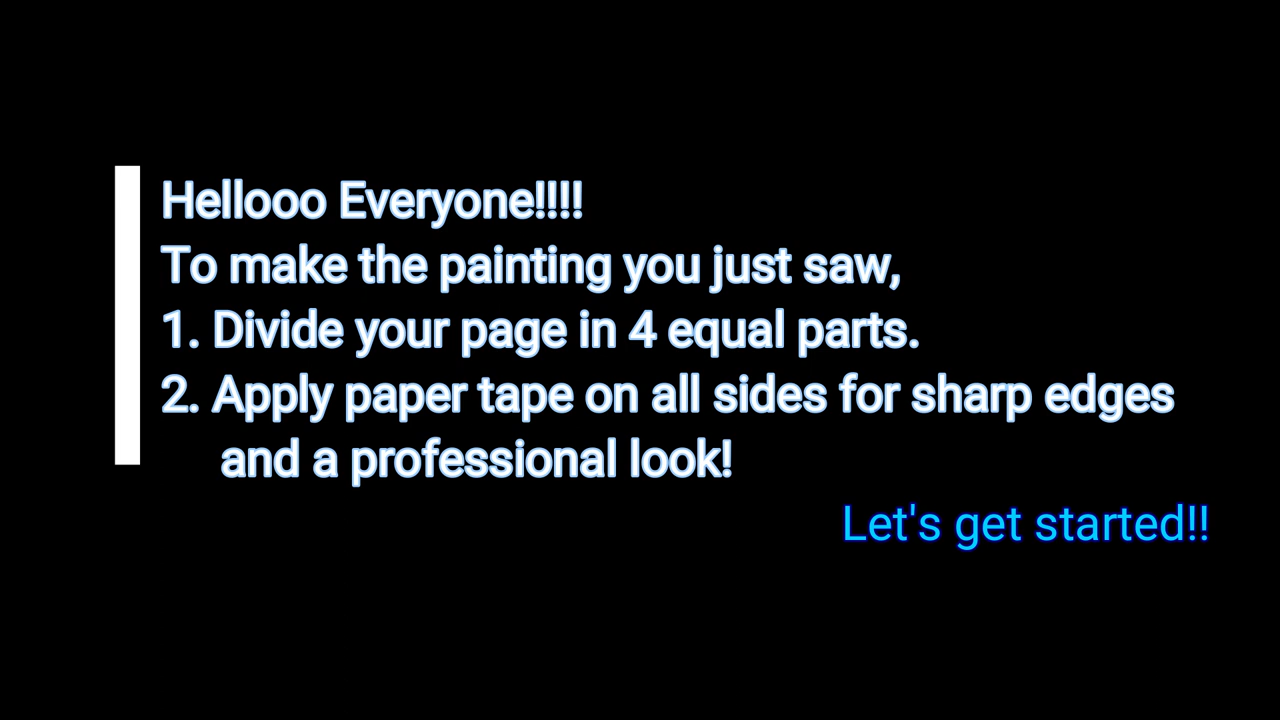 Hellooo Everyone!!!!
To make the painting you just saw,
1. Divide your page in 4 equal parts.
2. Apply paper tape on all sides for sharp edges
and a professional look!
Let's get started!!